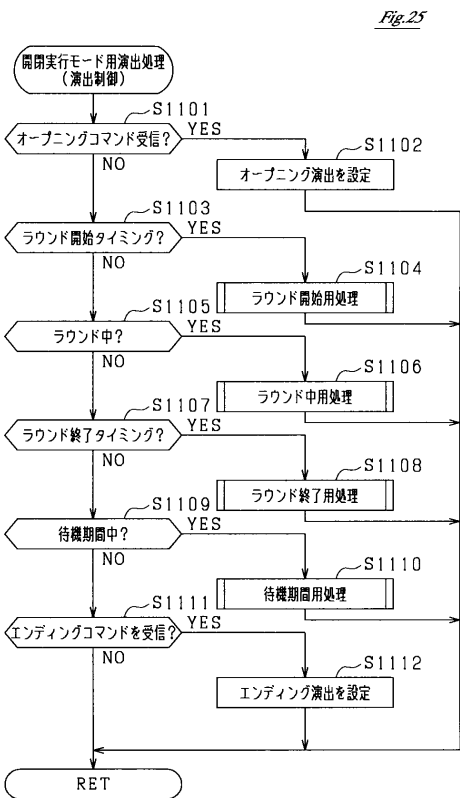 Fig.25
開閉実行モード用演出処理
(演出制御)
S1101
オープニングコマンド受信?
YES
NO
S1102
オープニング演出を設定
S1103
ラウンド開始タイミング?
YES
NO
S1104
ラウンド開始用処理
S1105
ラウンド中?
YES
NO
S1106
ラウンド中用処理
S1107
ラウンド終了タイミング?
YES
NO
S1108
ラウンド終了用処理
S1109
待機期間中?
YES
NO
S1110
待機期間用処理
S1111
エンディングコマンドを受信?
YES
NO
S1112
エンディング演出を設定
RET